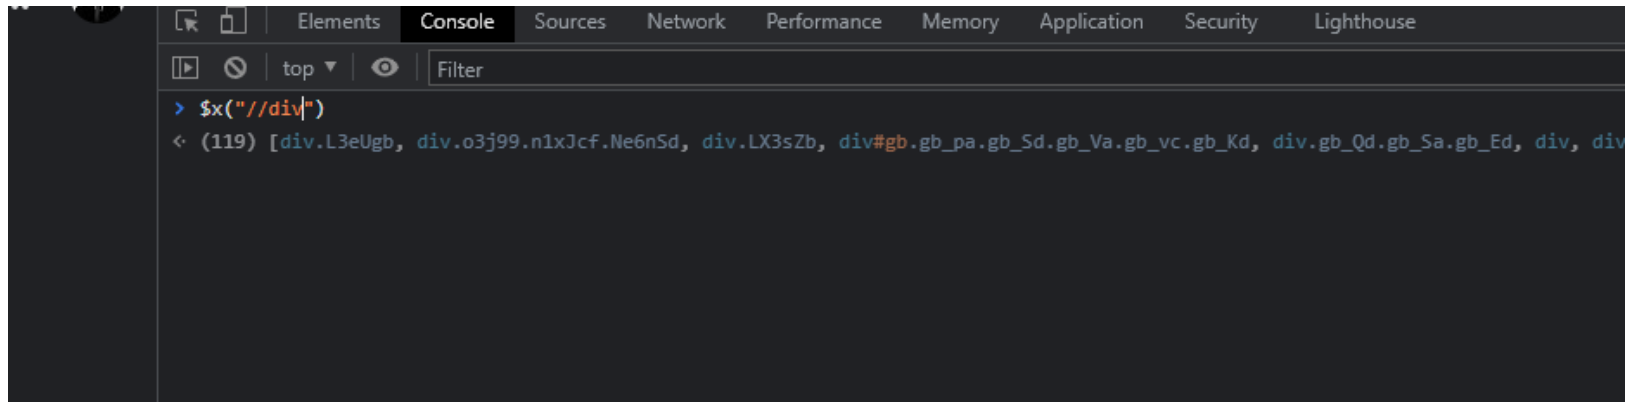 Elements Console Sources Network Performance Memory Application Security Lighthouse
top Filter
> $x("//div")
(119) [div.L3eUgb, div.o3j99.n1xJcf.Ne6nSd, div.LX3sZb, div#gb.gb_pa.gb_Sd.gb_Va.gb_vc.gb_Kd, div.gb_Qd.gb_Sa.gb_Ed, div, div